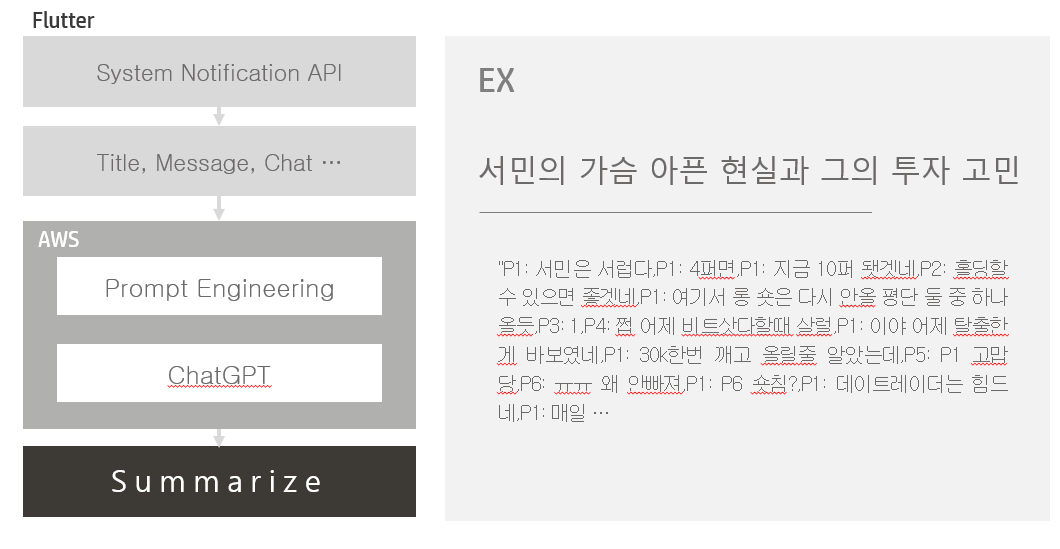 Flutter
System Notification API
Title, Message, Chat ⋯
AWS
Prompt Engineering
ChatGPT
Summarize
EX
서민의 가슴 아픈 현실과 그의 투자 고민
"P1: 서민은 서럽다,P1: 4퍼면,P1: 지금 10퍼 됐겟네,P2: 홀딩할
수 있으면 좋겟네,P1: 여기서 롱 숏은 다시 안올 평단 둘 중 하나
올듯,P3: 1,P4: 쩝 어제 비트삿다할때 살럴,P1: 이야 어제 탈출한
게 바보였네,P1: 30k한번 깨고 올릴줄 알았는데,P5: P1 고맙
당,P6: ㅠㅠ 왜 안빠져,P1: P6 숏침?,P1: 데이트레이더는 힘드
네,P1: 매일 ⋯